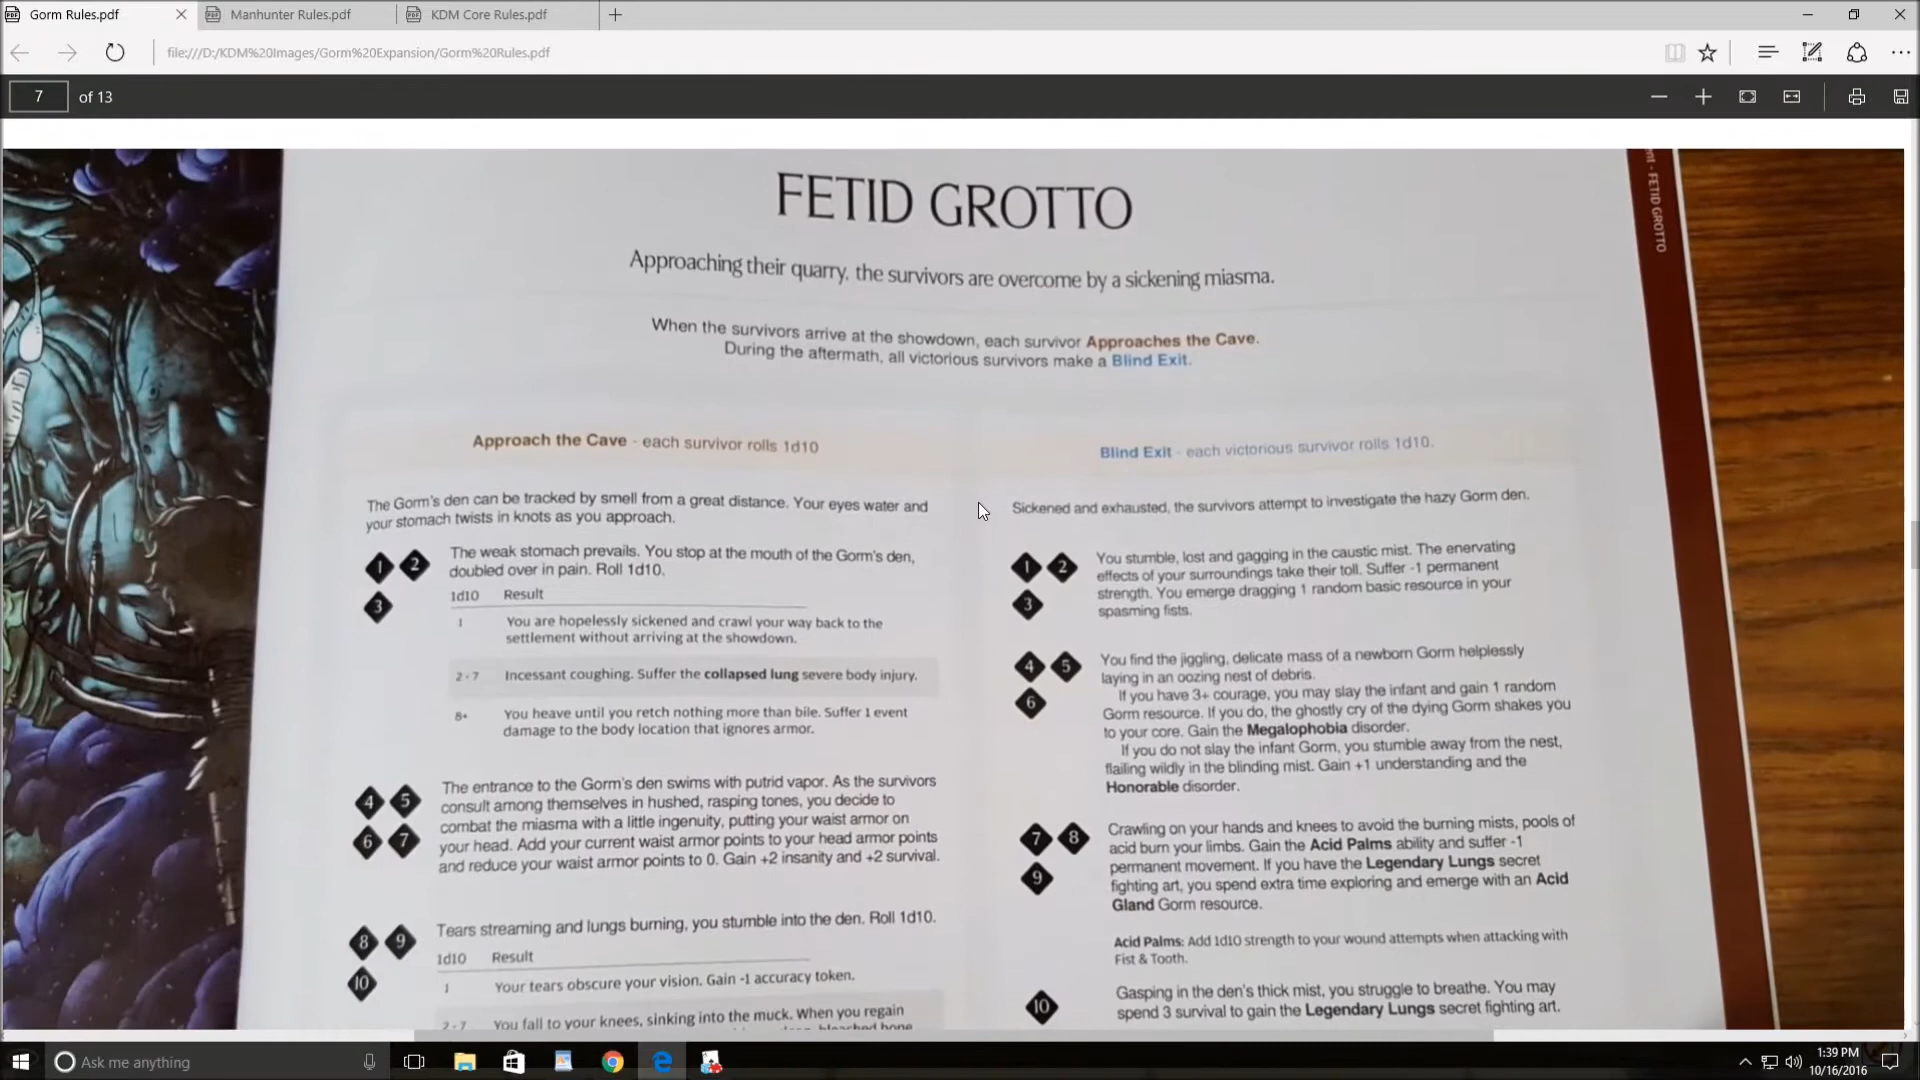 Gorm Rules.pdf
Manhunter Rules.pdf
KDM Core Rules.pdf
file:///D:/KDM%20Images/Gorm%20Expansion/Gorm%20Rules.pdf
7 of 13
FETID GROTTO
Approaching their quarry, the survivors are overcome by a sickening miasma.
When the survivors arrive at the showdown, each survivor Approaches the Cave.
During the aftermath, all victorious survivors make a Blind Exit.
Approach the Cave - each survivor rolls 1d10
The Gorm's den can be tracked by smell from a great distance. Your eyes water and
your stomach twists in knots as you approach.
1 2
3
The weak stomach prevails. You stop at the mouth of the Gorm's den,
doubled over in pain. Roll 1d10.
1d10 Result
1 You are hopelessly sickened and crawl your way back to the
settlement without arriving at the showdown.
2 - 7 Incessant coughing. Suffer the collapsed lung severe body injury.
8+ You heave until you retch nothing more than bile. Suffer 1 event
damage to the body location that ignores armor.
4 5
6 7
The entrance to the Gorm's den swims with putrid vapor. As the survivors
consult among themselves in hushed, rasping tones, you decide to
combat the miasma with a little ingenuity, putting your waist armor on
your head. Add your current waist armor points to your head armor points
and reduce your waist armor points to 0. Gain +2 insanity and +2 survival.
8 9
10
Tears streaming and lungs burning, you stumble into the den. Roll 1d10.
1d10 Result
1 Your tears obscure your vision. Gain -1 accuracy token.
2 - 7 You fall to your knees, sinking into the muck. When you regain
bleached bone
Blind Exit - each victorious survivor rolls 1d10.
Sickened and exhausted, the survivors attempt to investigate the hazy Gorm den.
1 2
3
You stumble, lost and gagging in the caustic mist. The enervating
effects of your surroundings take their toll. Suffer -1 permanent
strength. You emerge dragging 1 random basic resource in your
spasming fists.
4 5
6
You find the jiggling, delicate mass of a newborn Gorm helplessly
laying in an oozing nest of debris.
If you have 3+ courage, you may slay the infant and gain 1 random
Gorm resource. If you do, the ghostly cry of the dying Gorm shakes you
to your core. Gain the Megalophobia disorder.
If you do not slay the infant Gorm, you stumble away from the nest,
flailing wildly in the blinding mist. Gain +1 understanding and the
Honorable disorder.
7 8
9
Crawling on your hands and knees to avoid the burning mists, pools of
acid burn your limbs. Gain the Acid Palms ability and suffer -1
permanent movement. If you have the Legendary Lungs secret
fighting art, you spend extra time exploring and emerge with an Acid
Gland Gorm resource.
Acid Palms: Add 1d10 strength to your wound attempts when attacking with
Fist & Tooth.
10
Gasping in the den's thick mist, you struggle to breathe. You may
spend 3 survival to gain the Legendary Lungs secret fighting art.
- FETID GROTTO
Ask me anything
1:39 PM
10/16/2016